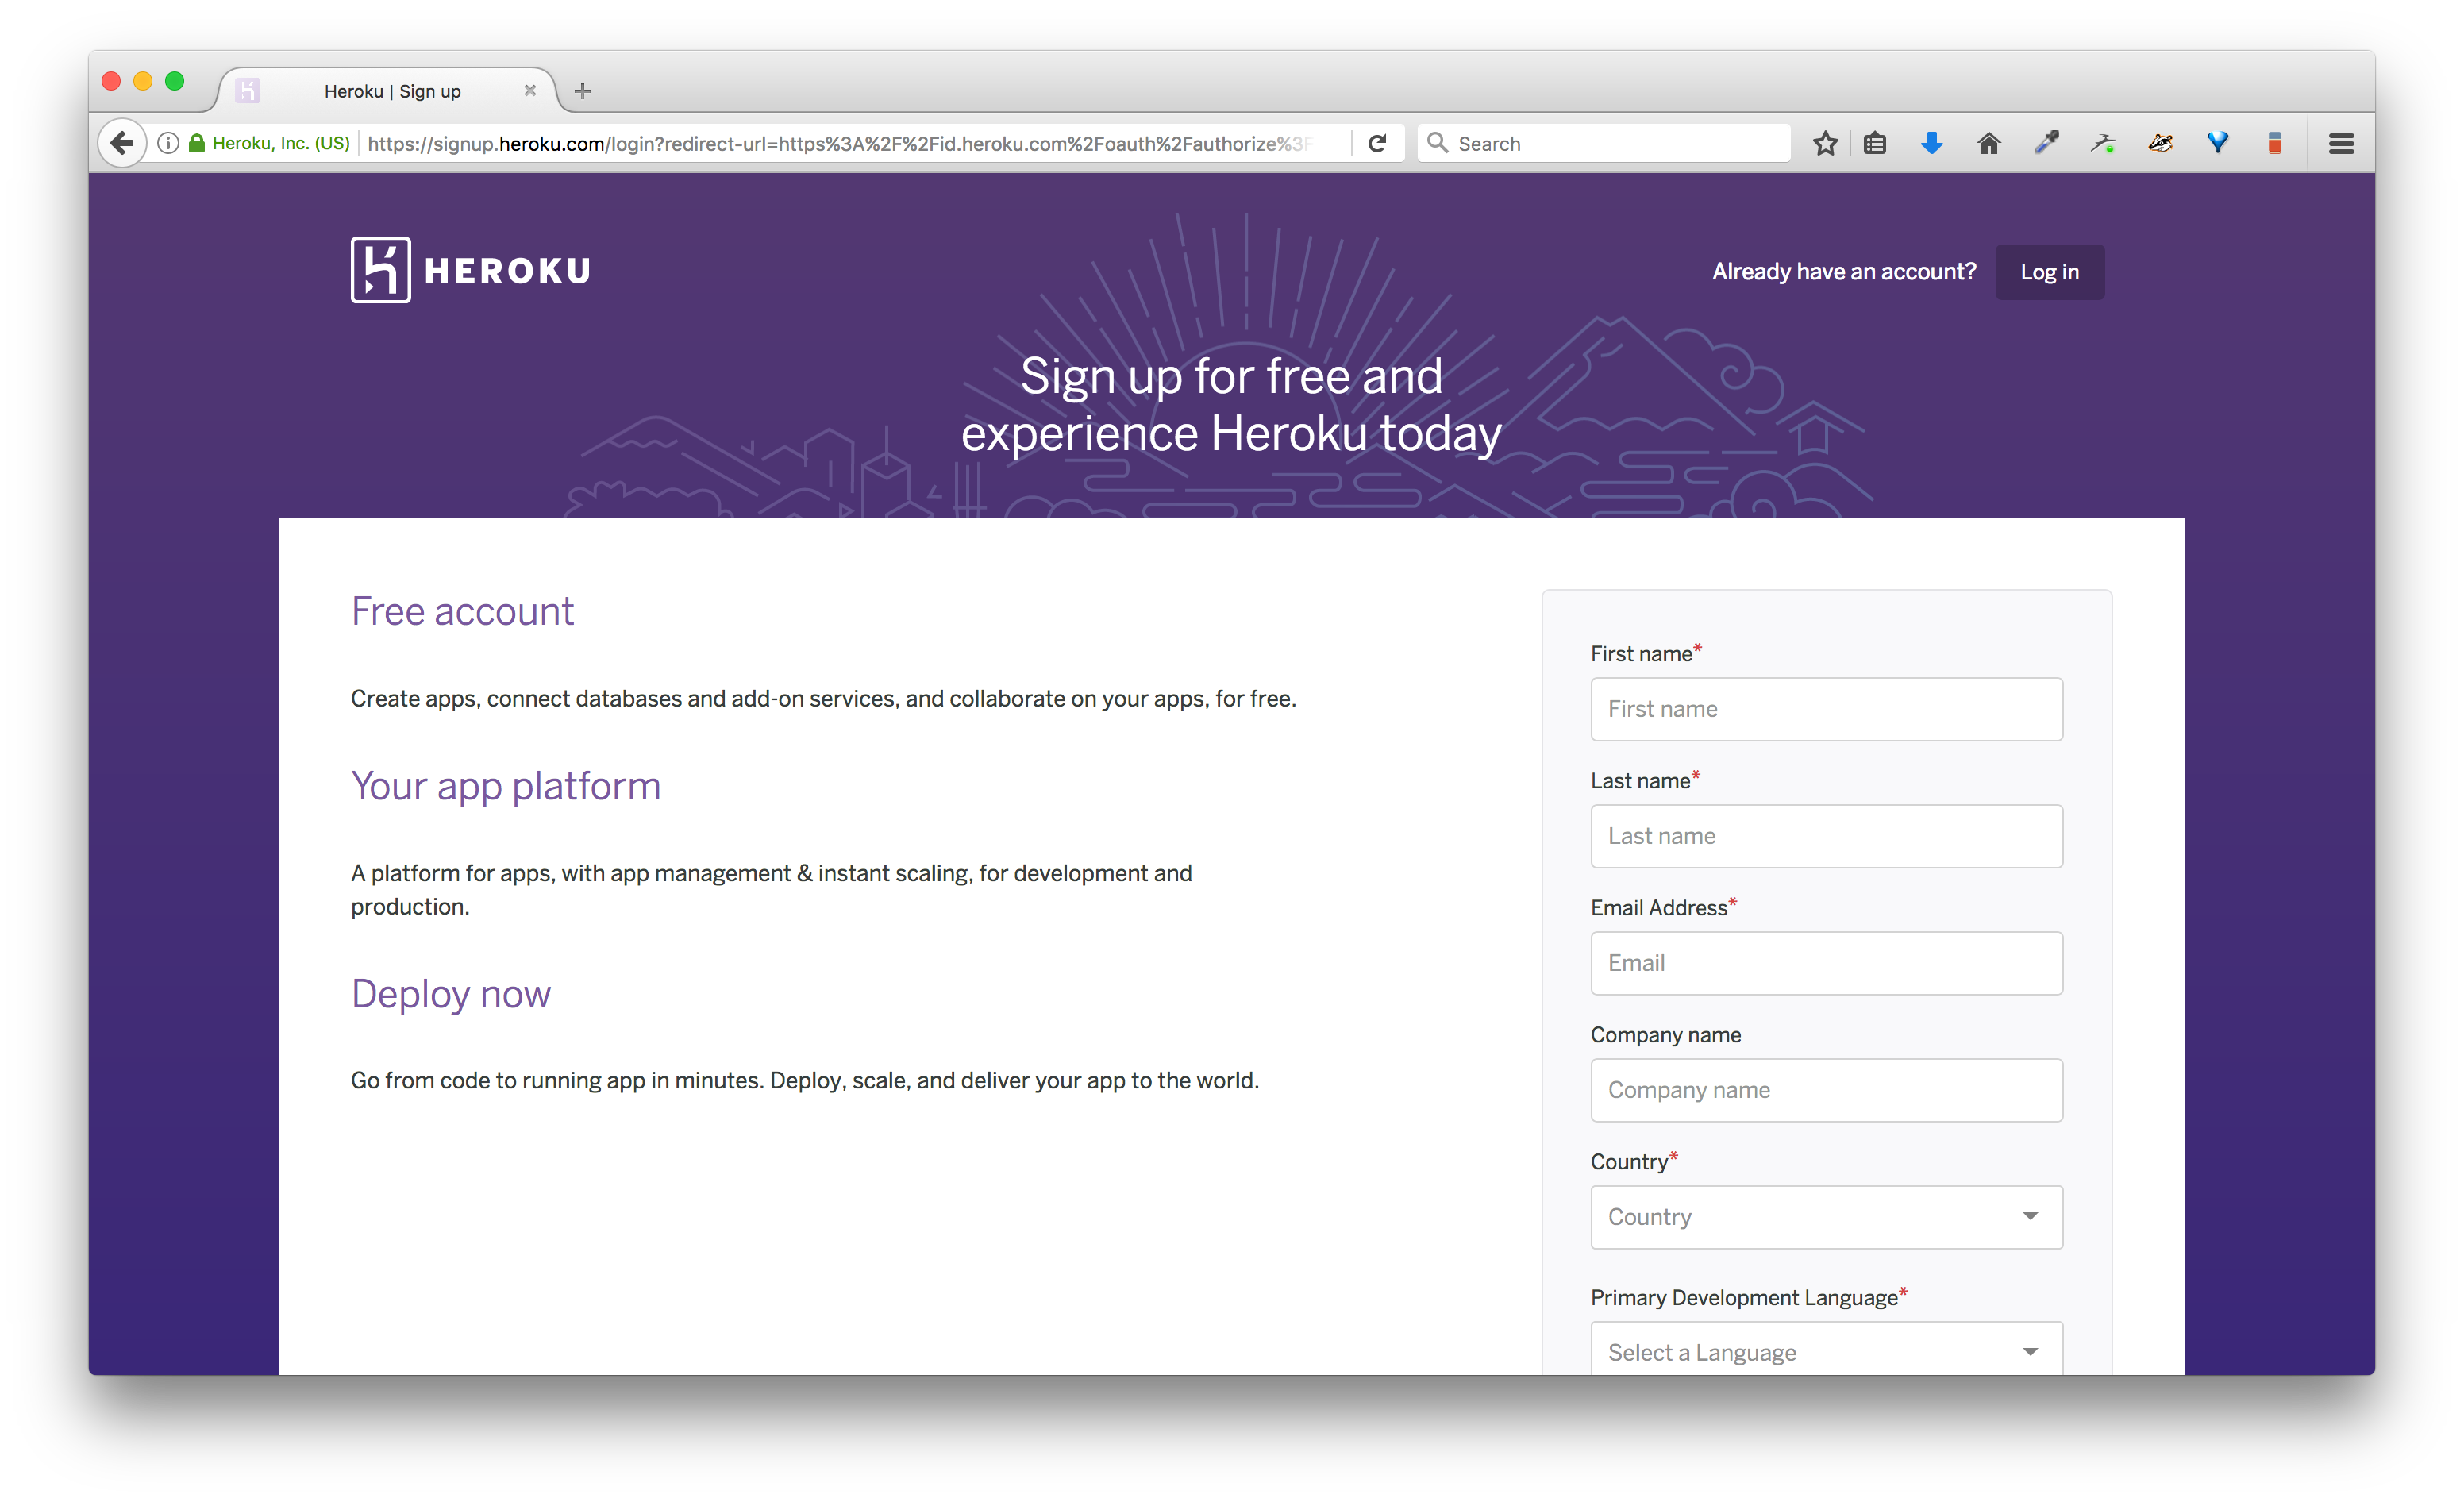 Heroku | Sign up
Heroku, Inc. (US)
https://signup.heroku.com/login?redirect-url=https%3A%2F%2Fid.heroku.com%2Foauth%2Fauthorize%3F
Search
HEROKU
Already have an account?
Log in
Sign up for free and
experience Heroku today
Free account
Create apps, connect databases and add-on services, and collaborate on your apps, for free.
Your app platform
A platform for apps, with app management & instant scaling, for development and
production.
Deploy now
Go from code to running app in minutes. Deploy, scale, and deliver your app to the world.
First name*
First name
Last name*
Last name
Email Address*
Email
Company name
Company name
Country*
Country
Primary Development Language*
Select a Language